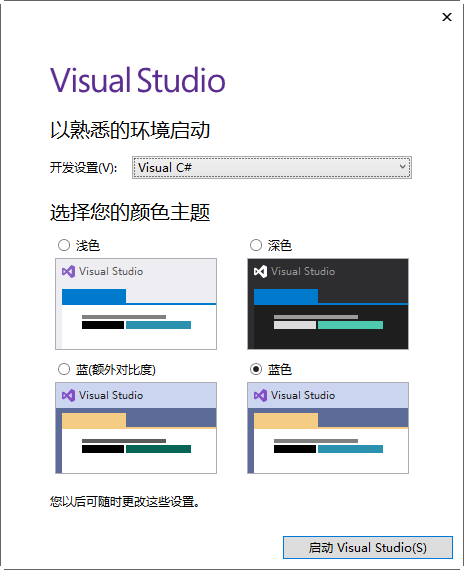 Visual Studio
以熟悉的环境启动
开发设置(V): Visual C#
选择您的颜色主题
浅色 深色
Visual Studio Visual Studio
蓝(额外对比度) 蓝色
Visual Studio Visual Studio
您以后可随时更改这些设置。
启动 Visual Studio(S)